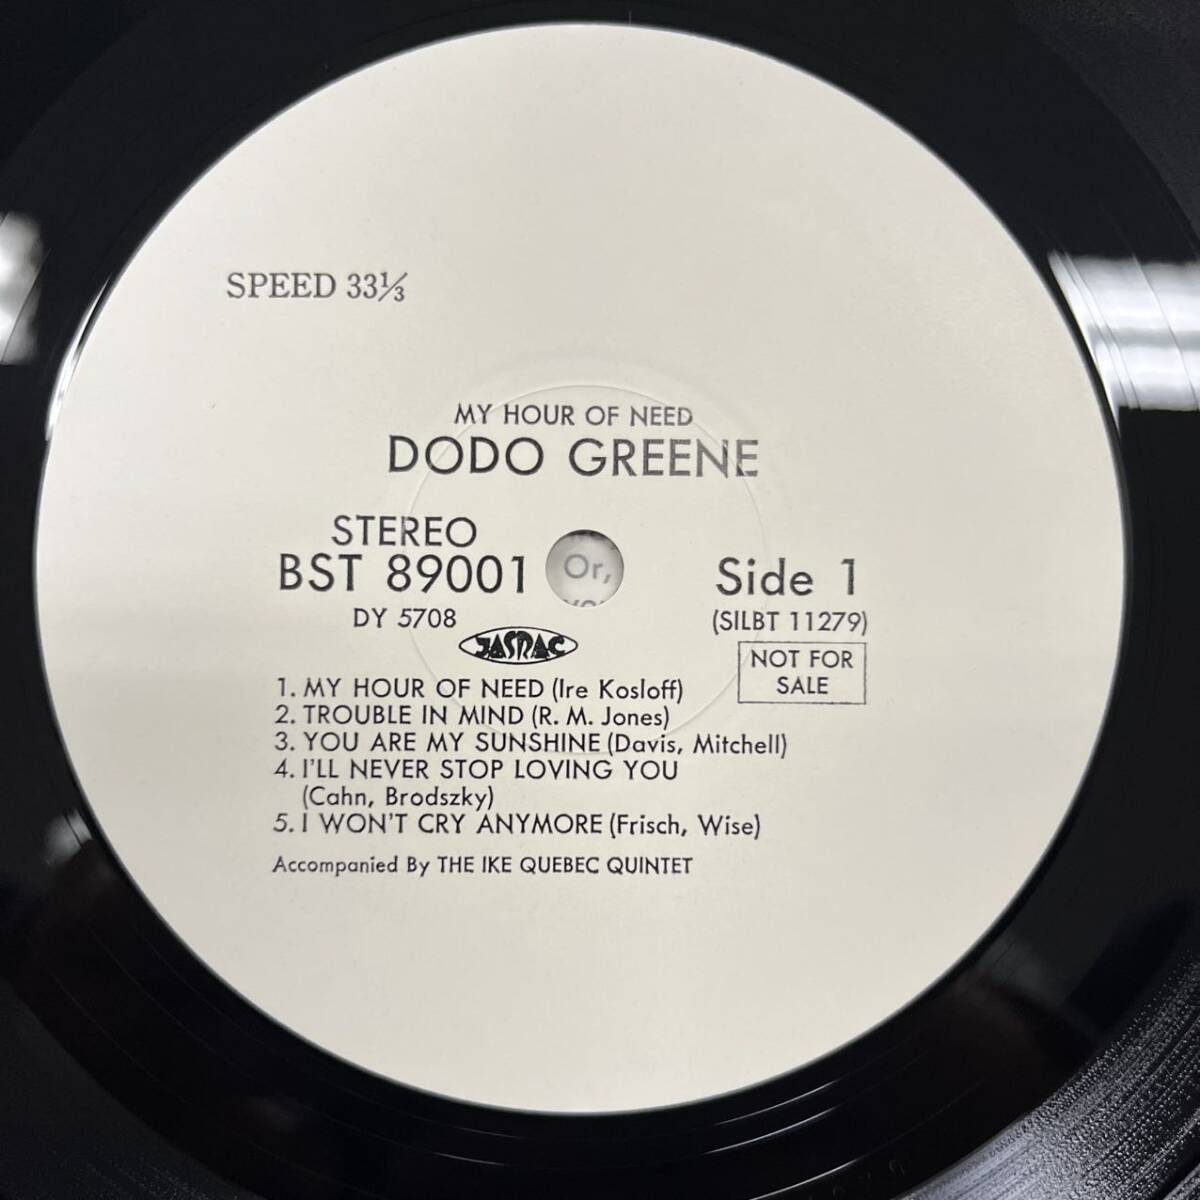 SPEED 33⅓
MY HOUR OF NEED
DODO GREENE
STEREO
BST 89001
Or,
Side 1
DY 5708
(SILBT 11279)
JASRAC
NOT FOR
SALE
1. MY HOUR OF NEED (Ire Kosloff)
2. TROUBLE IN MIND (R. M. Jones)
3. YOU ARE MY SUNSHINE (Davis, Mitchell)
4. I'LL NEVER STOP LOVING YOU
(Cahn, Brodszky)
5. I WON'T CRY ANYMORE (Frisch, Wise)
Accompanied By THE IKE QUEBEC QUINTET